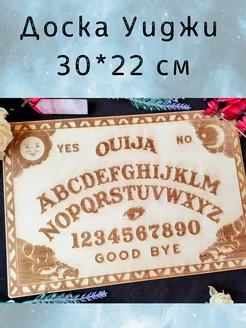 Доска Уиджи
30*22 см
YES OUIJA NO
ABCDEFGHIJKLM
NOPQRSTUVWXYZ
1234567890
GOOD BYE